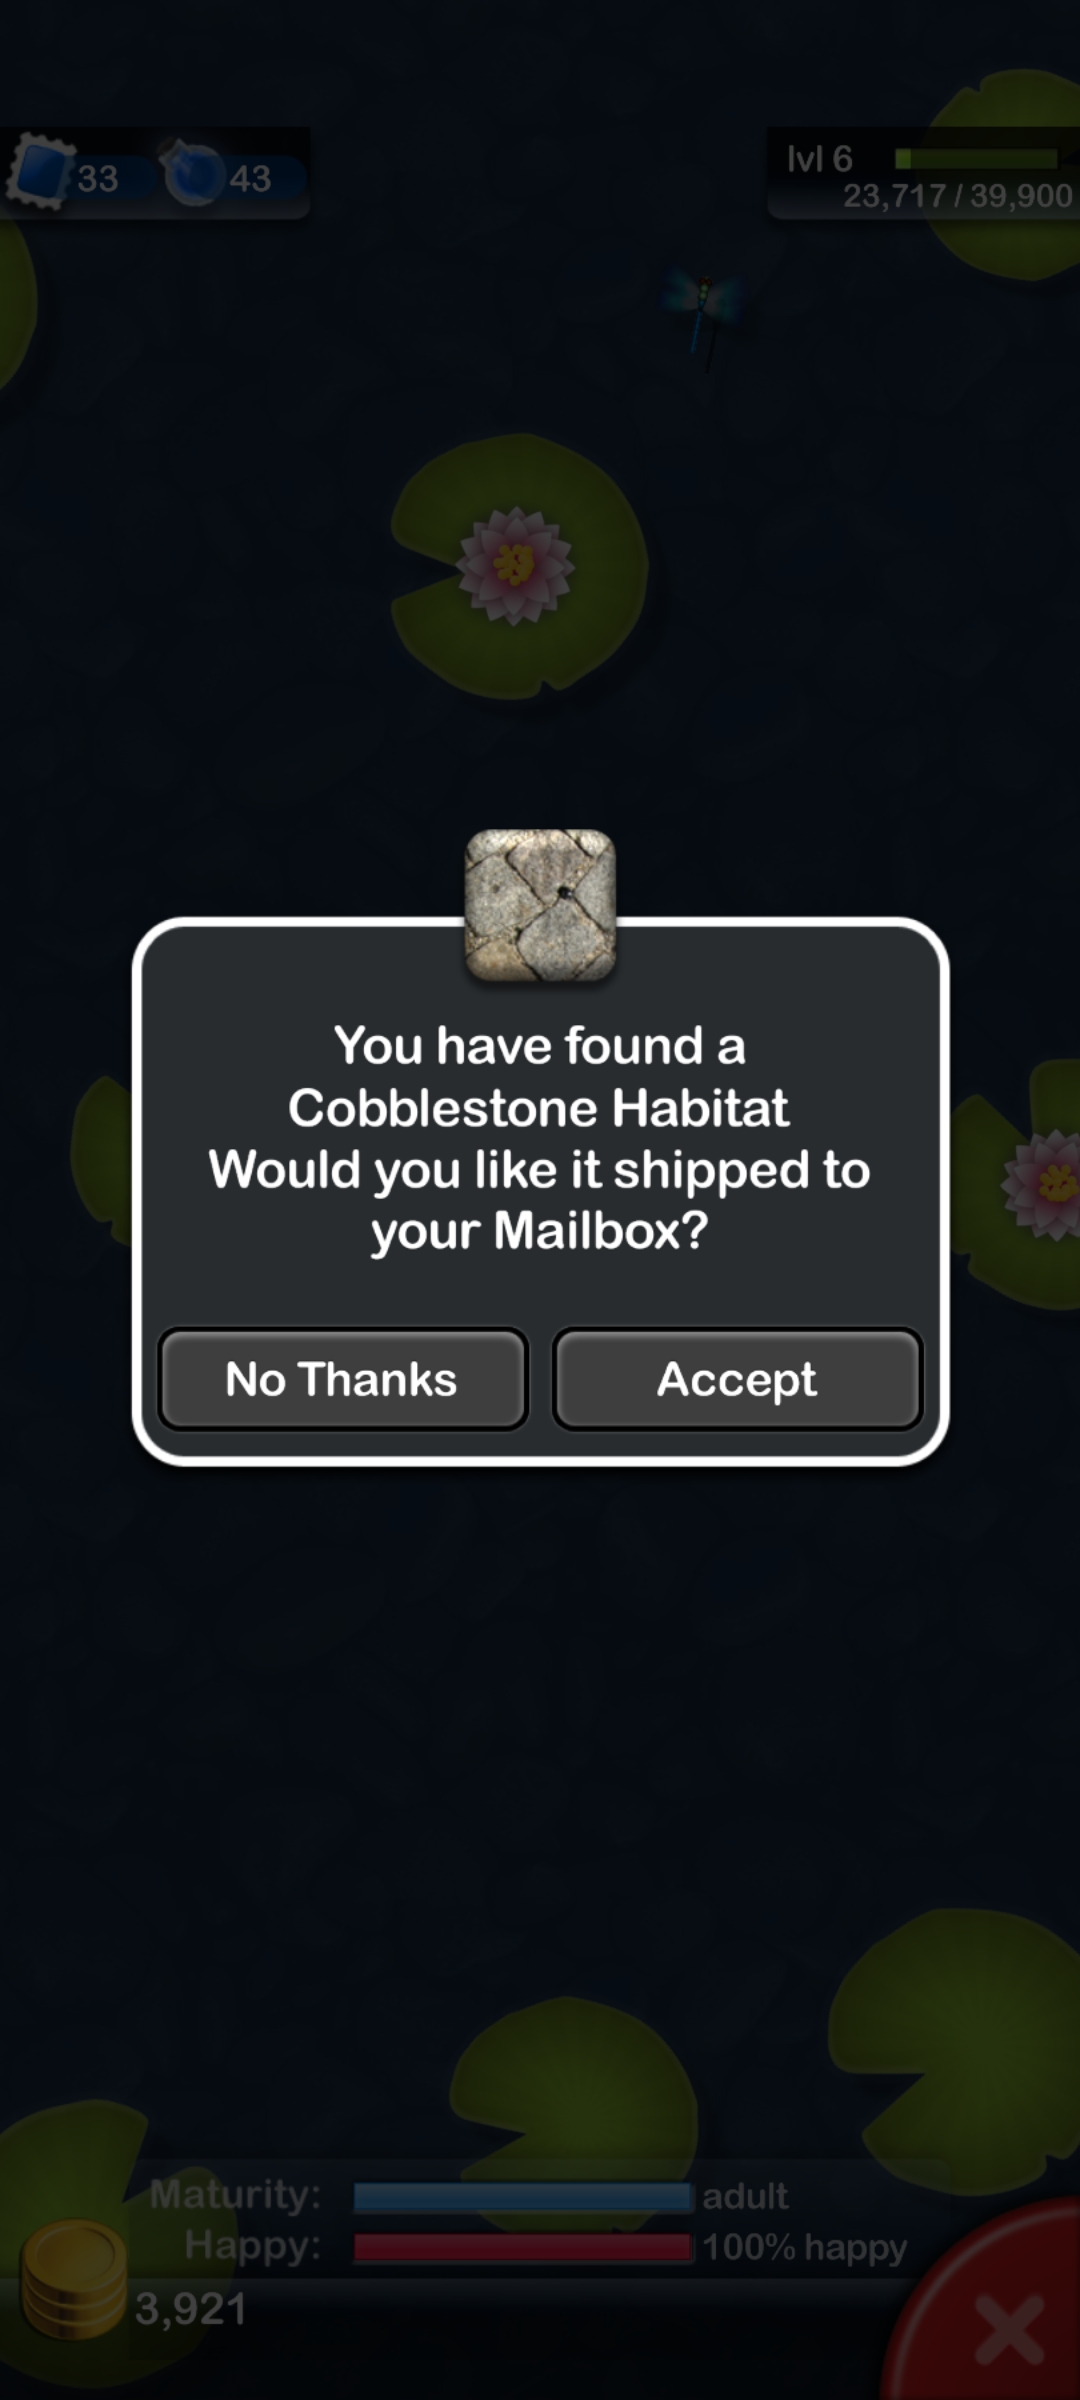 33
43
lvl 6
23,717 / 39,900
You have found a
Cobblestone Habitat
Would you like it shipped to
your Mailbox?
No Thanks
Accept
Maturity:
adult
Happy:
100% happy
3,921